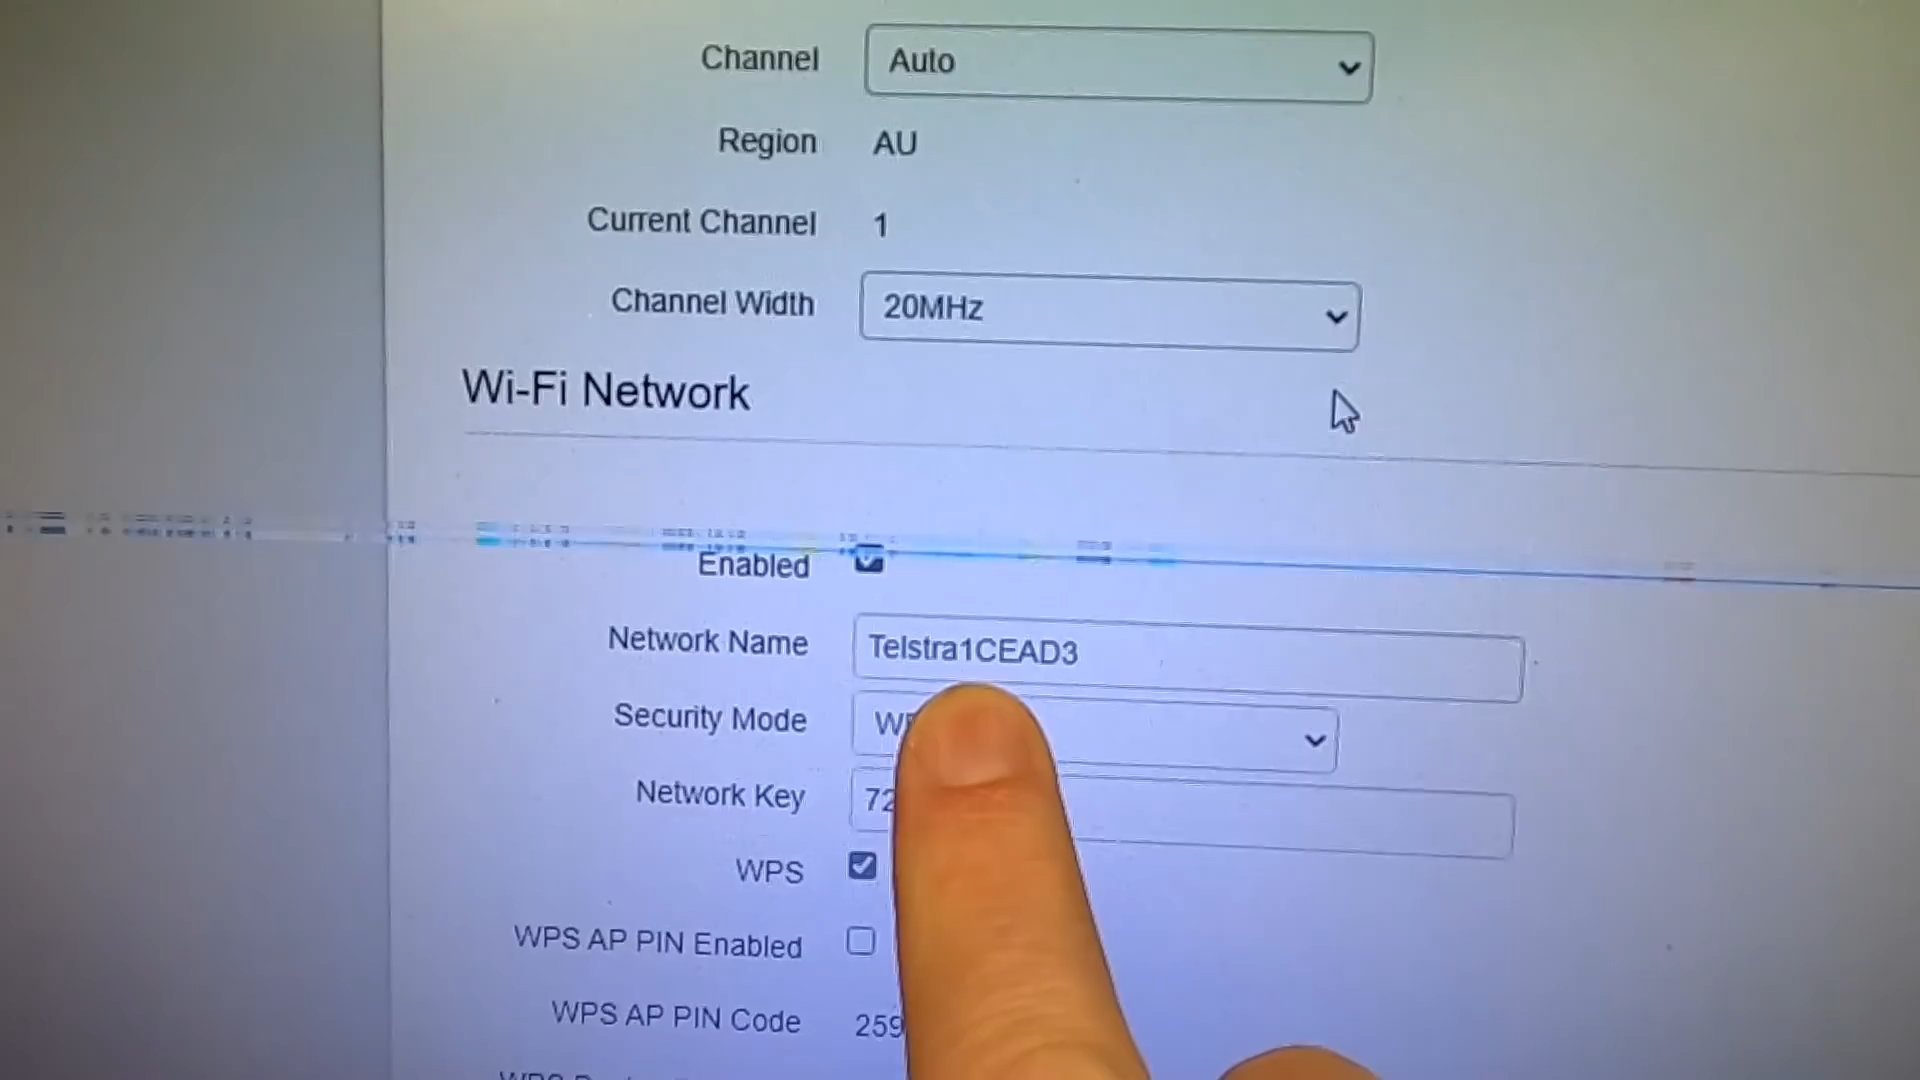 Channel Auto
Region AU
Current Channel 1
Channel Width 20MHz
Wi-Fi Network
Enabled
Network Name Telstra1CEAD3
Security Mode
Network Key 72
WPS
WPS AP PIN Enabled
WPS AP PIN Code 259